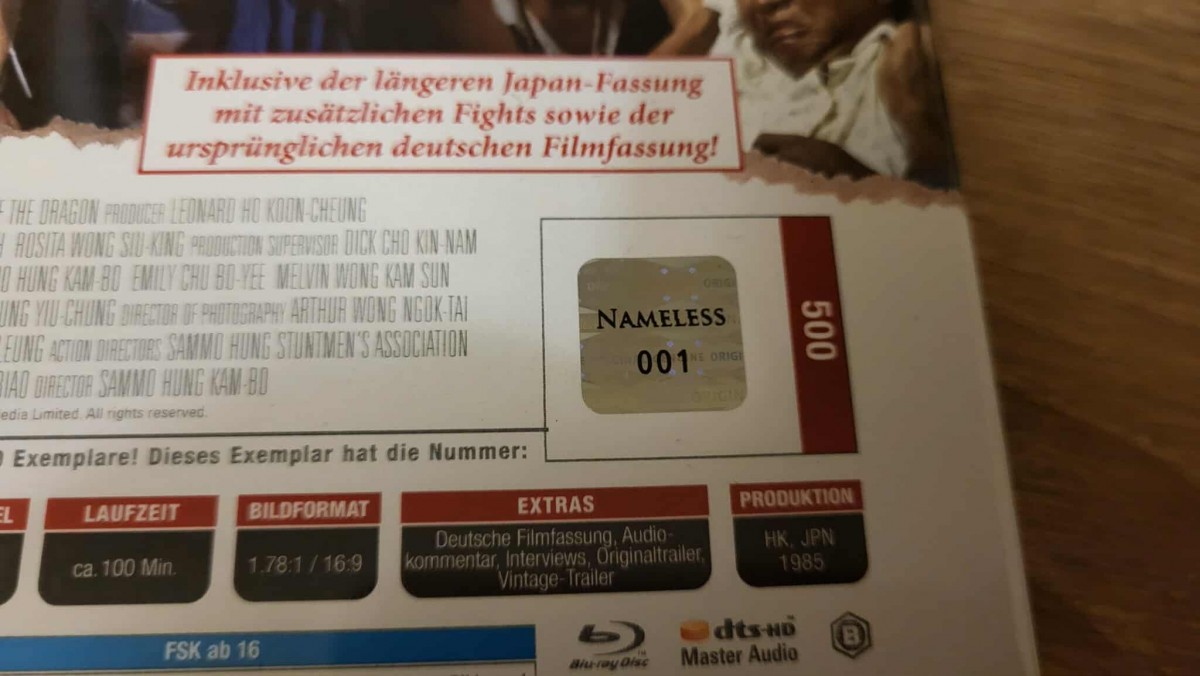 Inklusive der längeren Japan-Fassung
mit zusätzlichen Fights sowie der
ursprünglichen deutschen Filmfassung!
THE DRAGON PRODUCER LEONARD HO KOON-CHEUNG
ROSITA WONG SIU-KING PRODUCTION SUPERVISOR DICK CHO KIN-NAM
HUNG KAM-BO EMILY CHU BO-YEE MELVIN WONG KAM SUN
YIU-CHUNG DIRECTOR OF PHOTOGRAPHY ARTHUR WONG NGOK-TAI
LEUNG ACTION DIRECTORS SAMMO HUNG STUNTMEN'S ASSOCIATION
BIAO DIRECTOR SAMMO HUNG KAM-BO
Media Limited. All rights reserved.
NAMELESS
001
500
Exemplare! Dieses Exemplar hat die Nummer:
LAUFZEIT
ca. 100 Min.
BILDFORMAT
1.78:1 / 16:9
EXTRAS
Deutsche Filmfassung, Audio-
kommentar, Interviews, Originaltrailer,
Vintage-Trailer
PRODUKTION
HK, JPN
1985
FSK ab 16
Blu-ray Disc
dts-HD
Master Audio
B